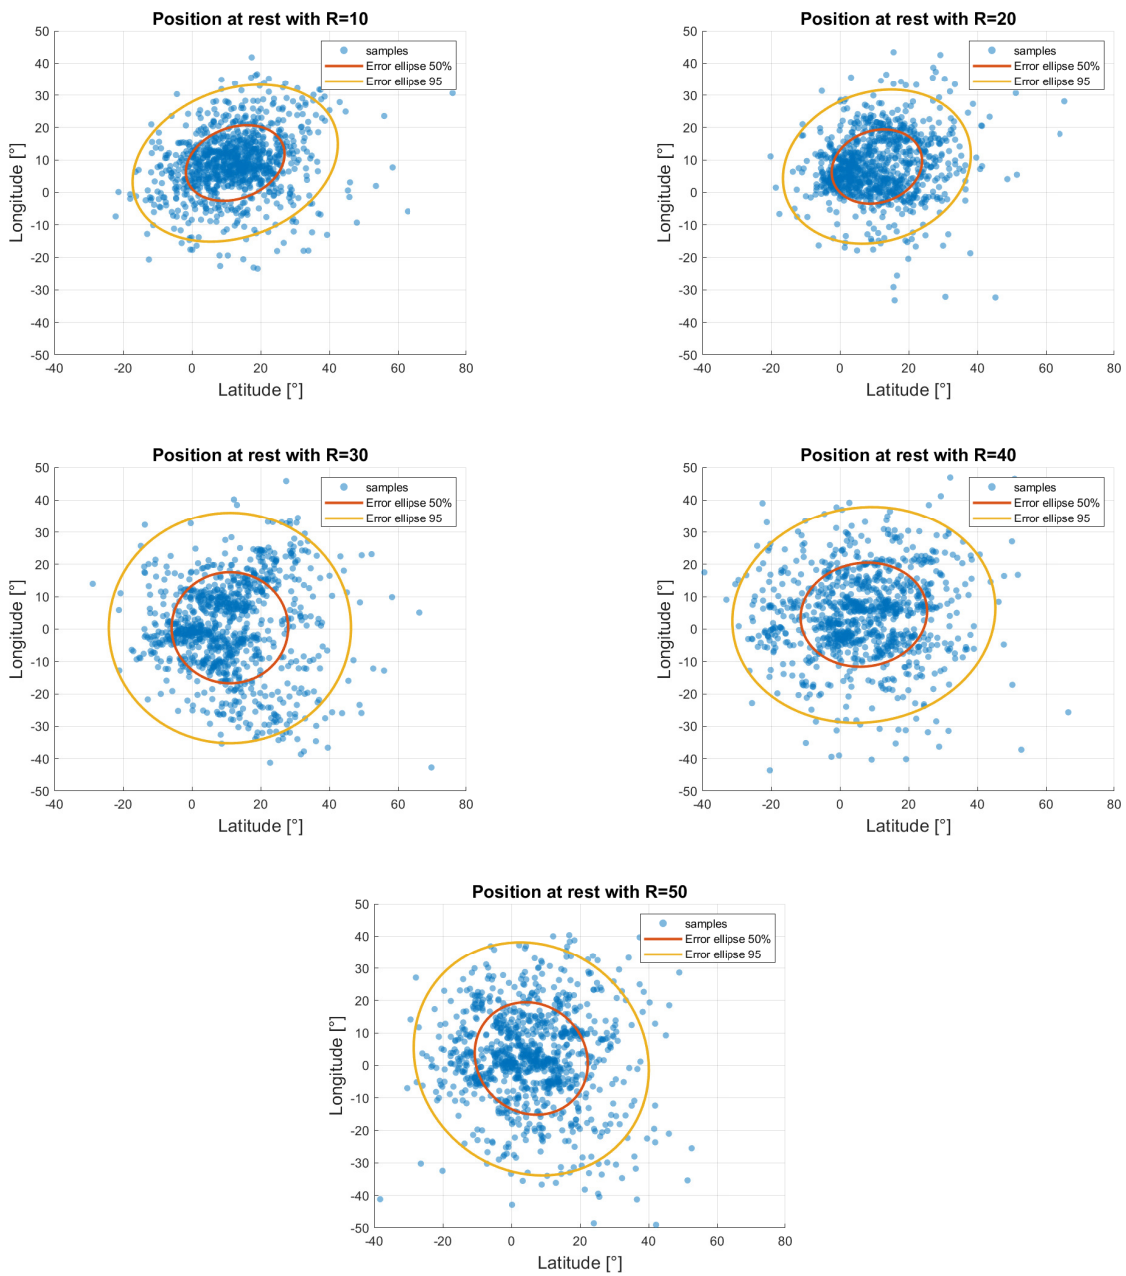 Position at rest with R=10
50
40
30
20
10
0
-10
-20
-30
-40
-50
-40 -20 0 20 40 60 80
Longitude [°]
Latitude [°]
samples
Error ellipse 50%
Error ellipse 95
Position at rest with R=20
50
40
30
20
10
0
-10
-20
-30
-40
-50
-40 -20 0 20 40 60 80
Longitude [°]
Latitude [°]
samples
Error ellipse 50%
Error ellipse 95
Position at rest with R=30
50
40
30
20
10
0
-10
-20
-30
-40
-50
-40 -20 0 20 40 60 80
Longitude [°]
Latitude [°]
samples
Error ellipse 50%
Error ellipse 95
Position at rest with R=40
50
40
30
20
10
0
-10
-20
-30
-40
-50
-40 -20 0 20 40 60 80
Longitude [°]
Latitude [°]
samples
Error ellipse 50%
Error ellipse 95
Position at rest with R=50
50
40
30
20
10
0
-10
-20
-30
-40
-50
-40 -20 0 20 40 60 80
Longitude [°]
Latitude [°]
samples
Error ellipse 50%
Error ellipse 95